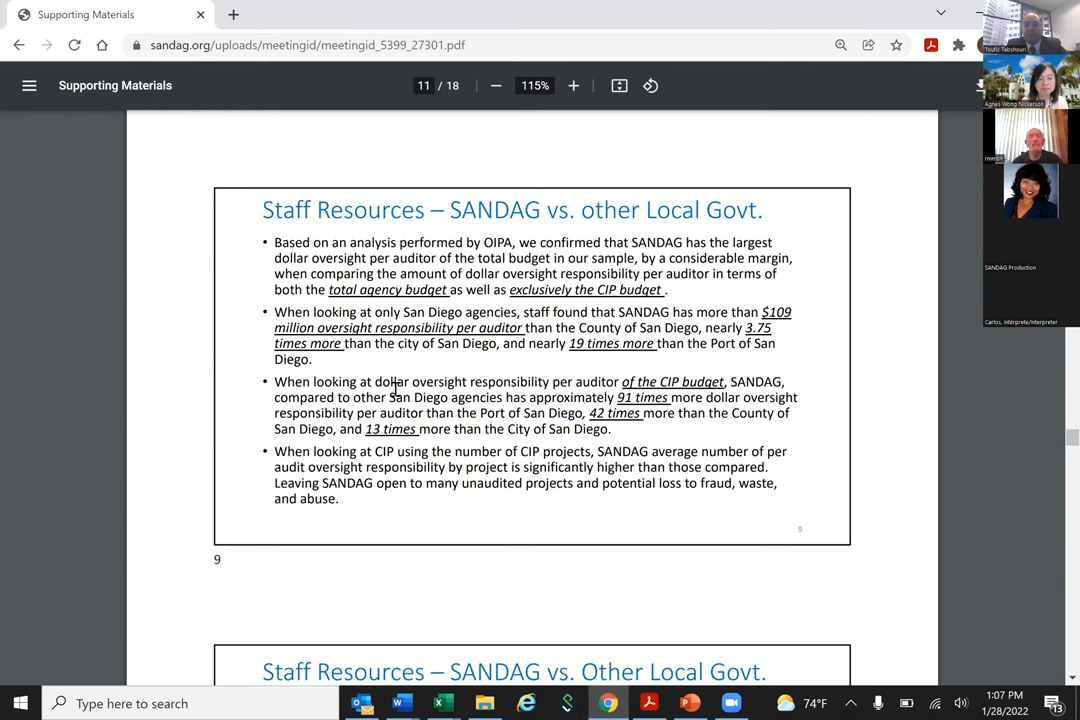 Supporting Materials
sandag.org/uploads/meetingid/meetingid_5399_27301.pdf
Supporting Materials
11 / 18
115%
Toufic Tabshouri
Agnes Wong Nickerson
rmmon
SANDAG Production
Carlos, Intérprete/Interpreter
Staff Resources – SANDAG vs. other Local Govt.
• Based on an analysis performed by OIPA, we confirmed that SANDAG has the largest
dollar oversight per auditor of the total budget in our sample, by a considerable margin,
when comparing the amount of dollar oversight responsibility per auditor in terms of
both the total agency budget as well as exclusively the CIP budget .
• When looking at only San Diego agencies, staff found that SANDAG has more than $109
million oversight responsibility per auditor than the County of San Diego, nearly 3.75
times more than the city of San Diego, and nearly 19 times more than the Port of San
Diego.
• When looking at dollar oversight responsibility per auditor of the CIP budget, SANDAG,
compared to other San Diego agencies has approximately 91 times more dollar oversight
responsibility per auditor than the Port of San Diego, 42 times more than the County of
San Diego, and 13 times more than the City of San Diego.
• When looking at CIP using the number of CIP projects, SANDAG average number of per
audit oversight responsibility by project is significantly higher than those compared.
Leaving SANDAG open to many unaudited projects and potential loss to fraud, waste,
and abuse.
9
9
Staff Resources – SANDAG vs. Other Local Govt.
Type here to search
74°F
1:07 PM
1/28/2022
13